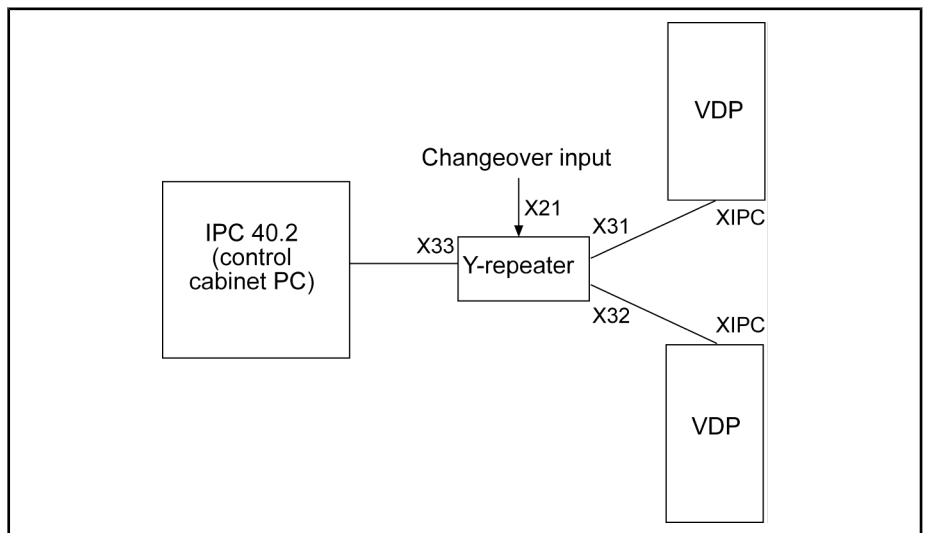 VDP
Changeover input
X21
XIPC
IPC 40.2
(control
cabinet PC)
X33
Y-repeater
X31
X32
XIPC
VDP